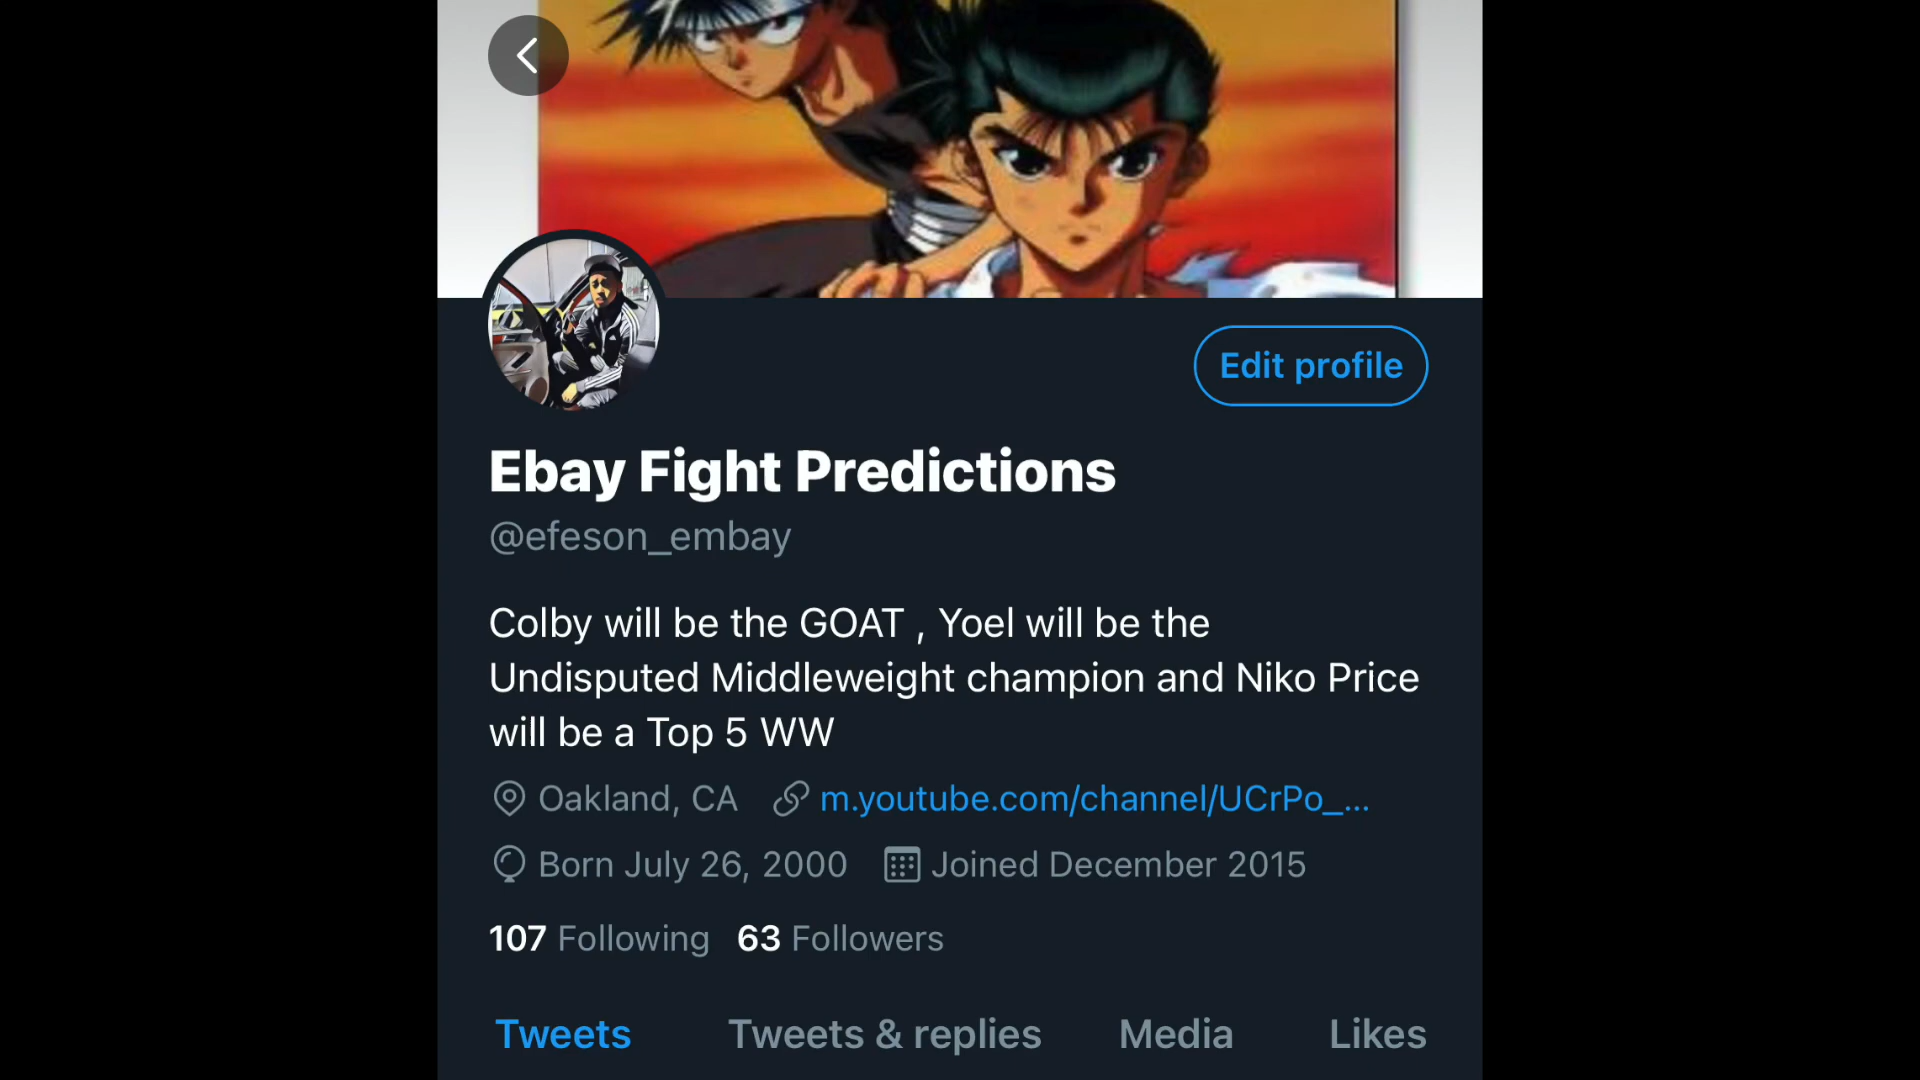 Edit profile
Ebay Fight Predictions
@efeson_embay
Colby will be the GOAT , Yoel will be the
Undisputed Middleweight champion and Niko Price
will be a Top 5 WW
Oakland, CA m.youtube.com/channel/UCrPo_...
Born July 26, 2000 Joined December 2015
107 Following 63 Followers
Tweets Tweets & replies Media Likes